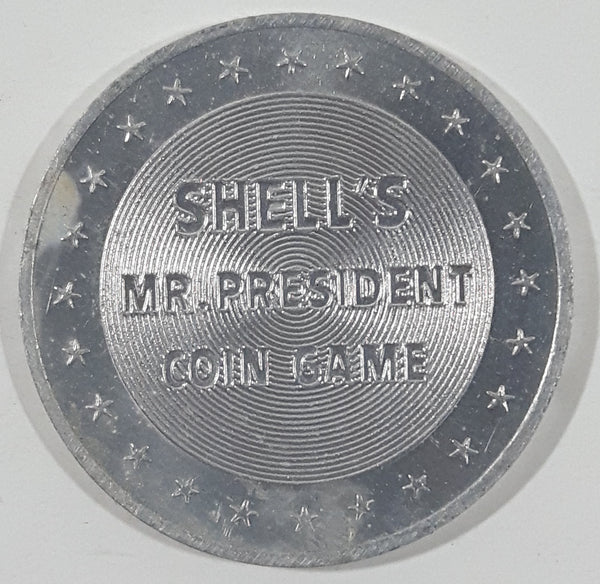 SHELL'S
MR. PRESIDENT
COIN GAME